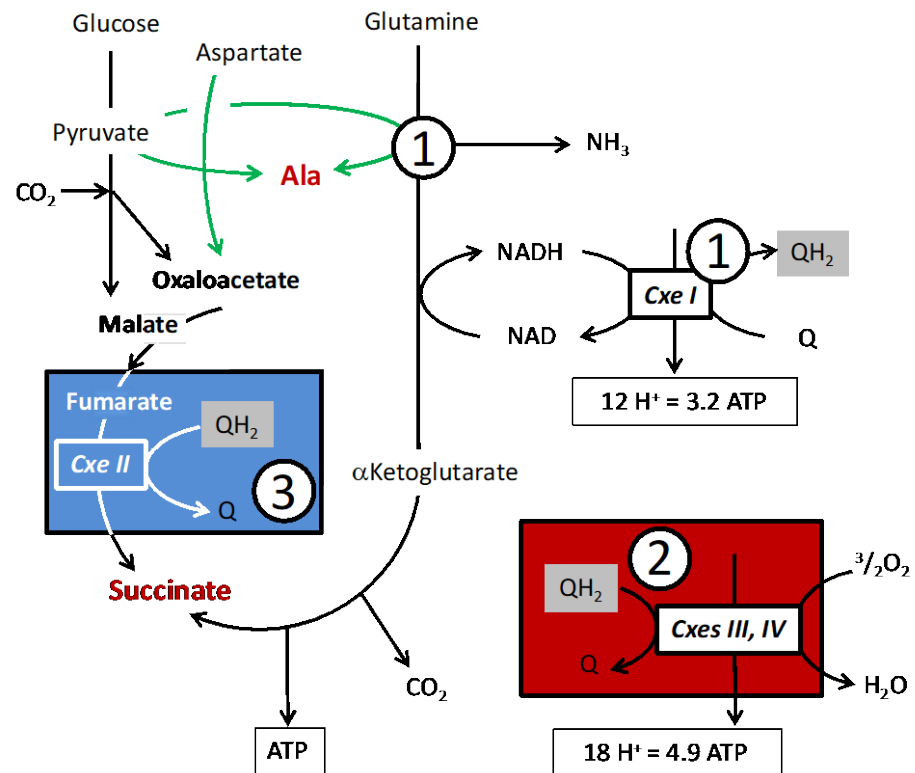 Glucose
Glutamine
Aspartate
Pyruvate
1
NH₃
Ala
CO₂
NADH
1
QH₂
Oxaloacetate
Cxe I
Malate
NAD
Q
Fumarate
12 H⁺ = 3.2 ATP
QH₂
Cxe II
αKetoglutarate
Q
3
2
³/₂O₂
QH₂
Succinate
Cxes III, IV
Q
CO₂
H₂O
ATP
18 H⁺ = 4.9 ATP